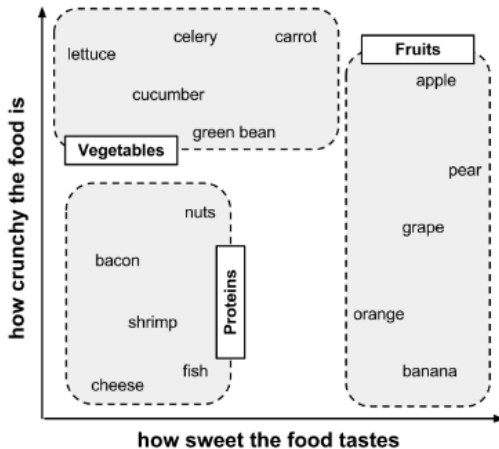 how crunchy the food is
lettuce
celery
carrot
cucumber
green bean
Vegetables
Fruits
apple
pear
grape
orange
banana
nuts
bacon
shrimp
fish
cheese
Proteins
how sweet the food tastes